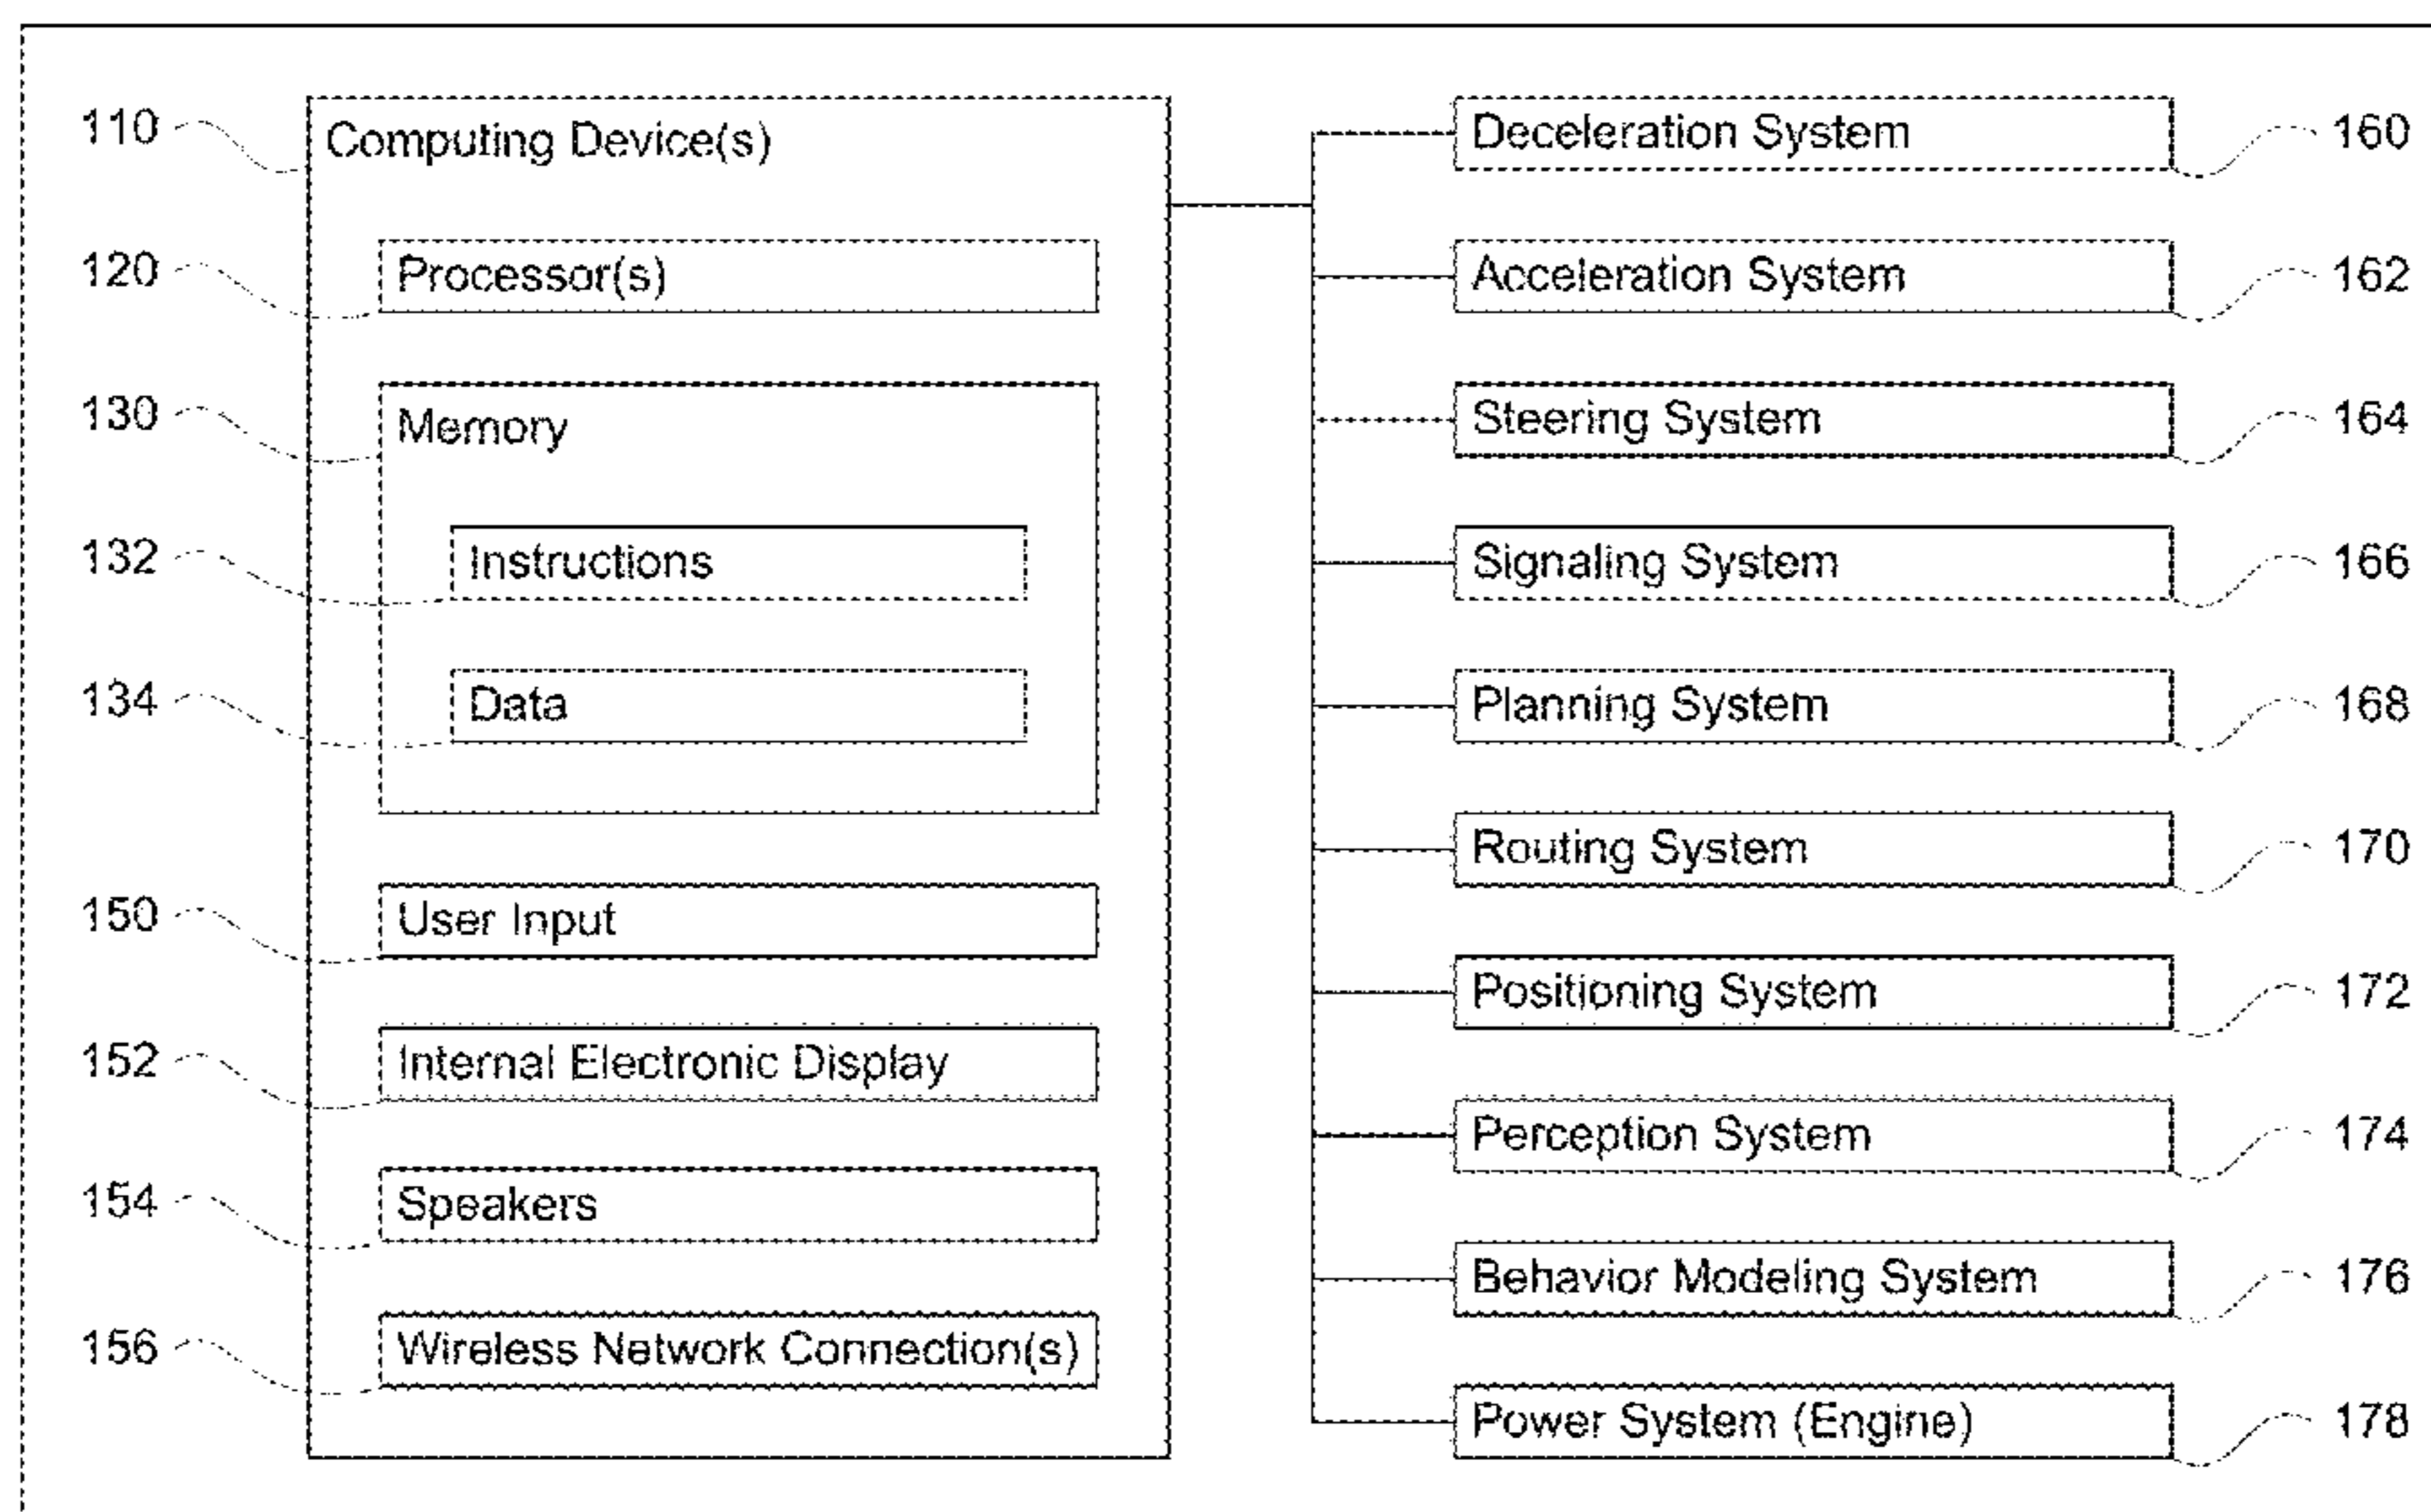 110 Computing Device(s)
120 Processor(s)
130 Memory
132 Instructions
134 Data
150 User Input
152 Internal Electronic Display
154 Speakers
156 Wireless Network Connection(s)
Deceleration System 160
Acceleration System 162
Steering System 164
Signaling System 166
Planning System 168
Routing System 170
Positioning System 172
Perception System 174
Behavior Modeling System 176
Power System (Engine) 178